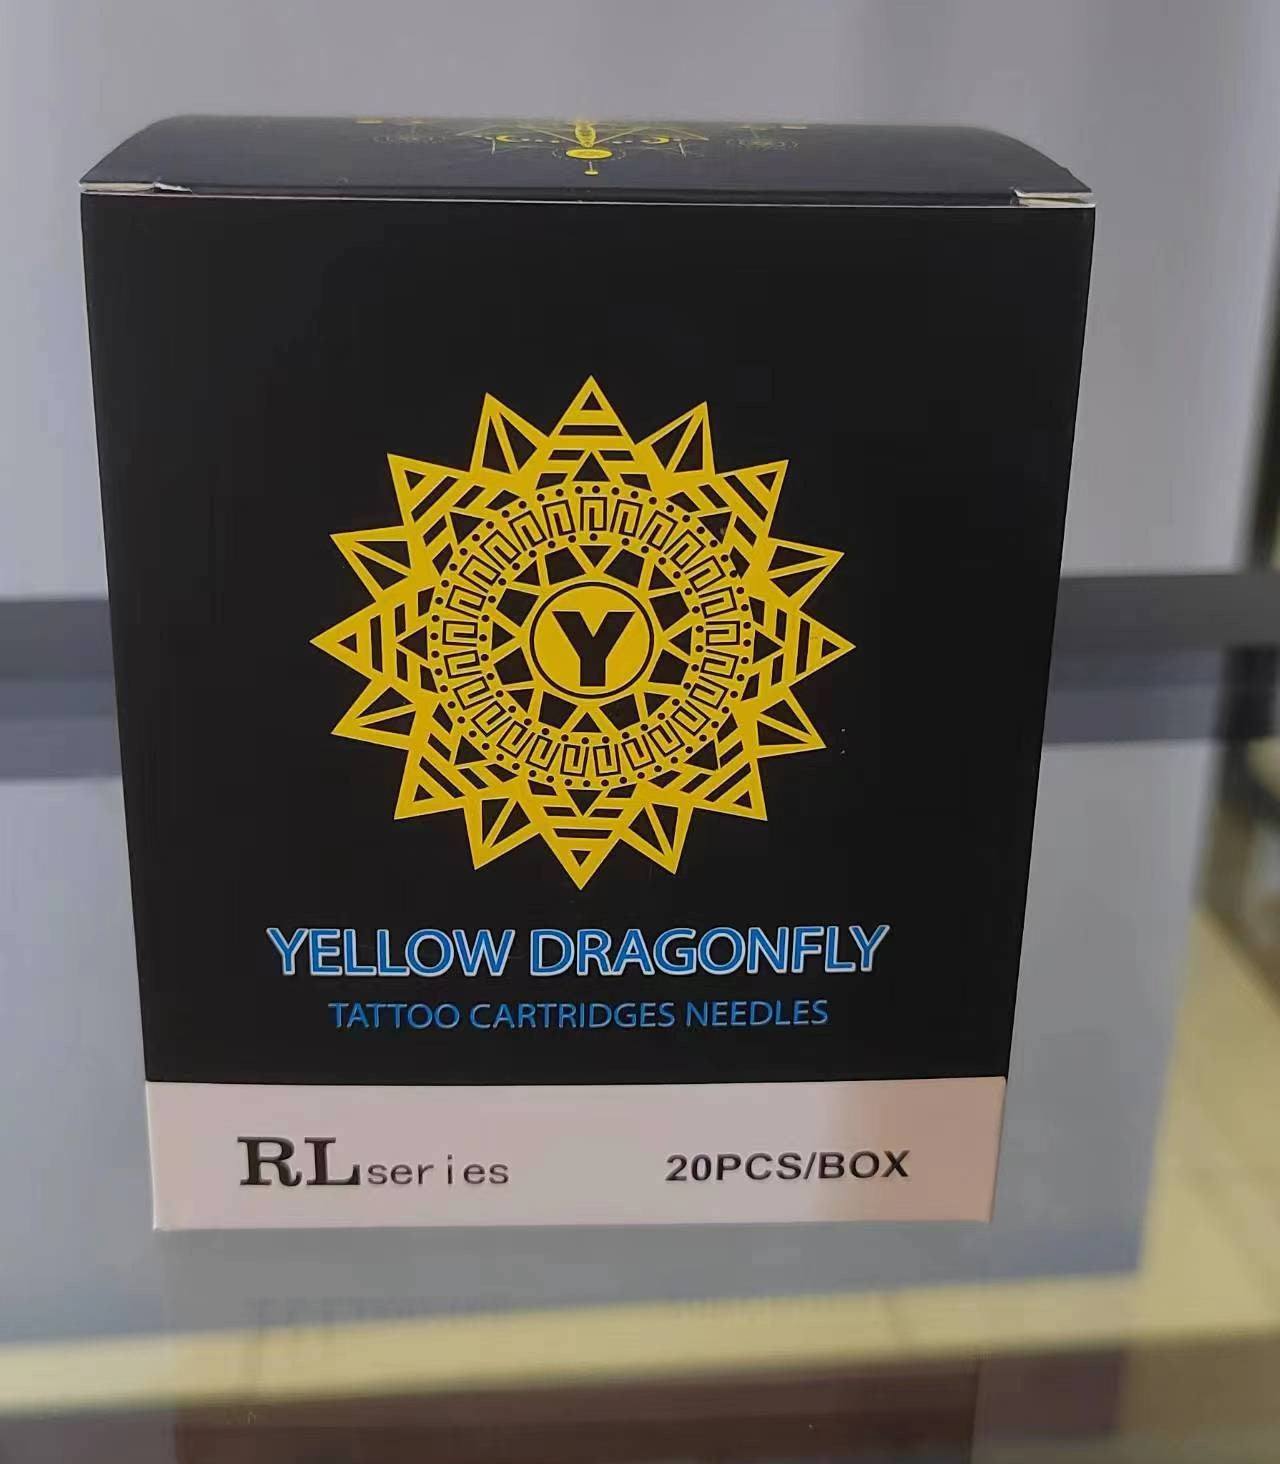 Y
YELLOW DRAGONFLY
TATTOO CARTRIDGES NEEDLES
RLseries
20PCS/BOX